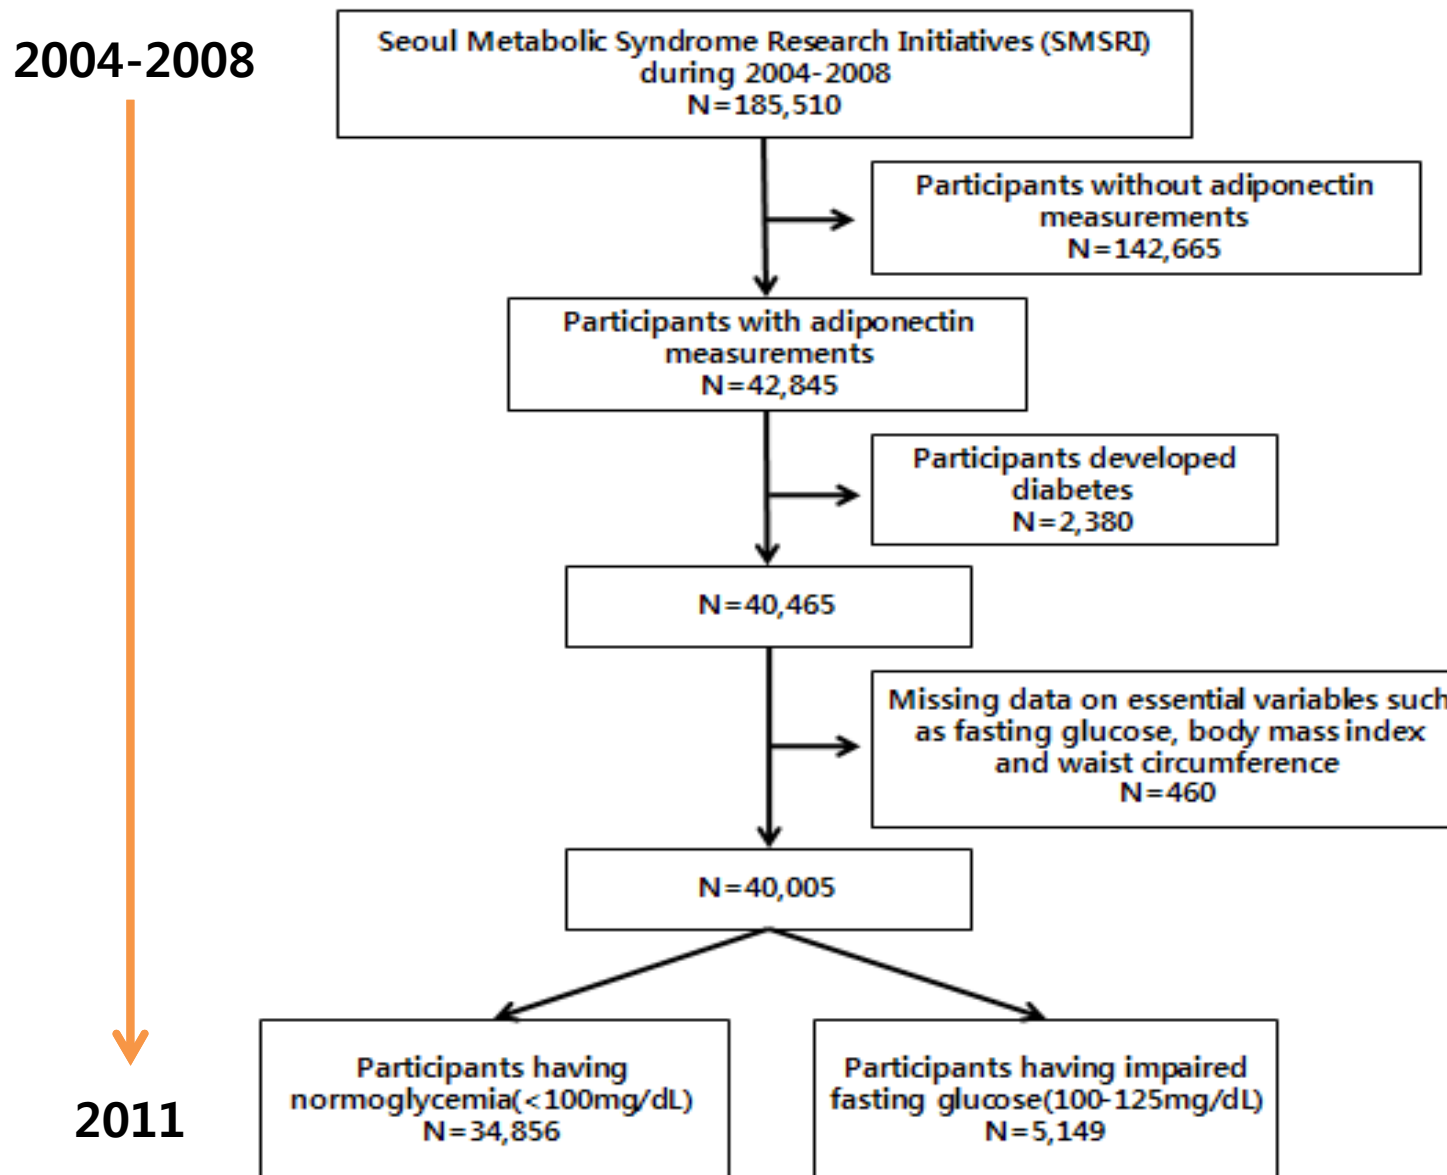 2004-2008
Seoul Metabolic Syndrome Research Initiatives (SMSRI)
during 2004-2008
N=185,510
Participants without adiponectin
measurements
N=142,665
Participants with adiponectin
measurements
N=42,845
Participants developed
diabetes
N=2,380
N=40,465
Missing data on essential variables such
as fasting glucose, body mass index
and waist circumference
N=460
N=40,005
Participants having
normoglycemia(<100mg/dL)
N=34,856
Participants having impaired
fasting glucose(100-125mg/dL)
N=5,149
2011